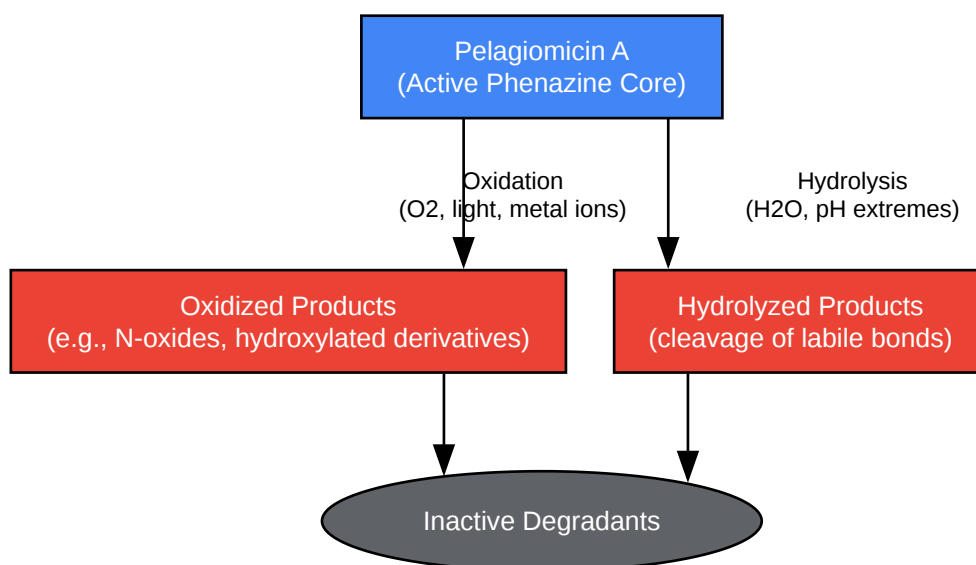 Pelagiomicin A
(Active Phenazine Core)
Oxidation
(O2, light, metal ions)
Hydrolysis
(H2O, pH extremes)
Oxidized Products
(e.g., N-oxides, hydroxylated derivatives)
Hydrolyzed Products
(cleavage of labile bonds)
Inactive Degradants